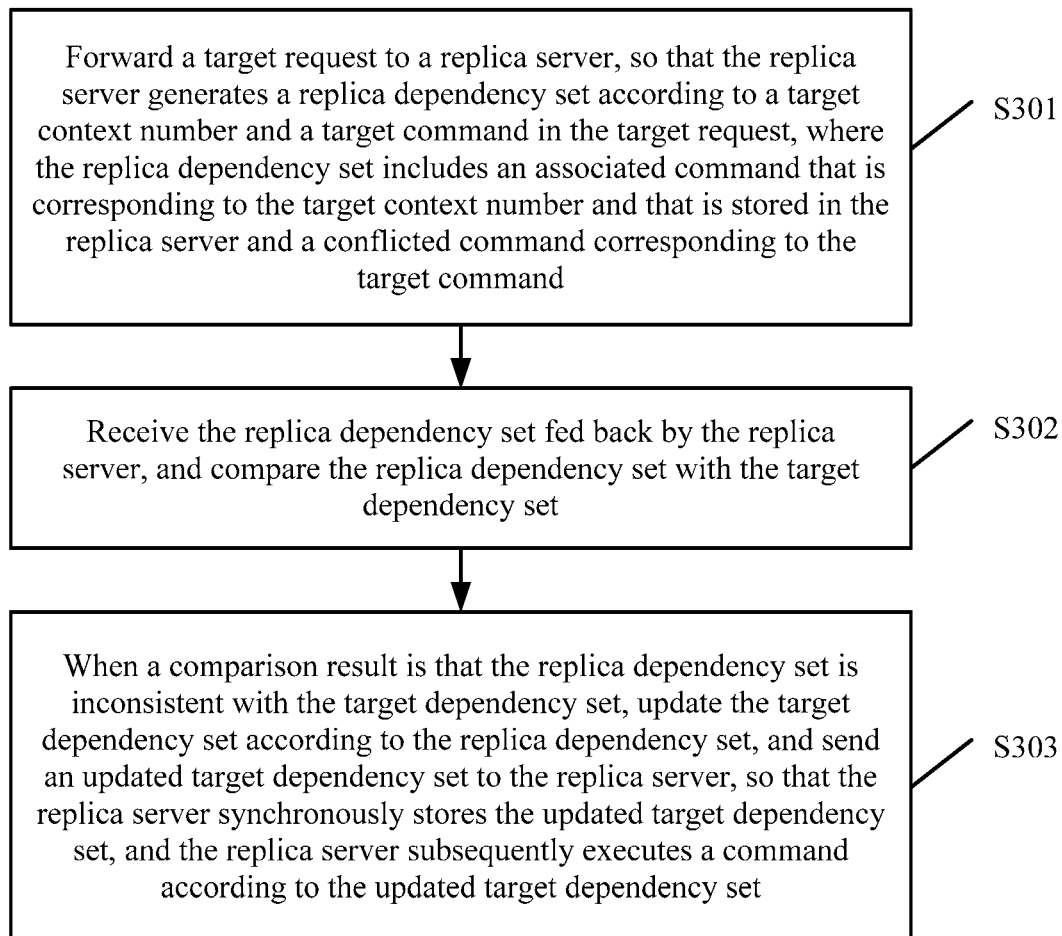 Forward a target request to a replica server, so that the replica
server generates a replica dependency set according to a target
context number and a target command in the target request, where
the replica dependency set includes an associated command that is
corresponding to the target context number and that is stored in the
replica server and a conflicted command corresponding to the
target command
S301
Receive the replica dependency set fed back by the replica
server, and compare the replica dependency set with the target
dependency set
S302
When a comparison result is that the replica dependency set is
inconsistent with the target dependency set, update the target
dependency set according to the replica dependency set, and send
an updated target dependency set to the replica server, so that the
replica server synchronously stores the updated target dependency
set, and the replica server subsequently executes a command
according to the updated target dependency set
S303